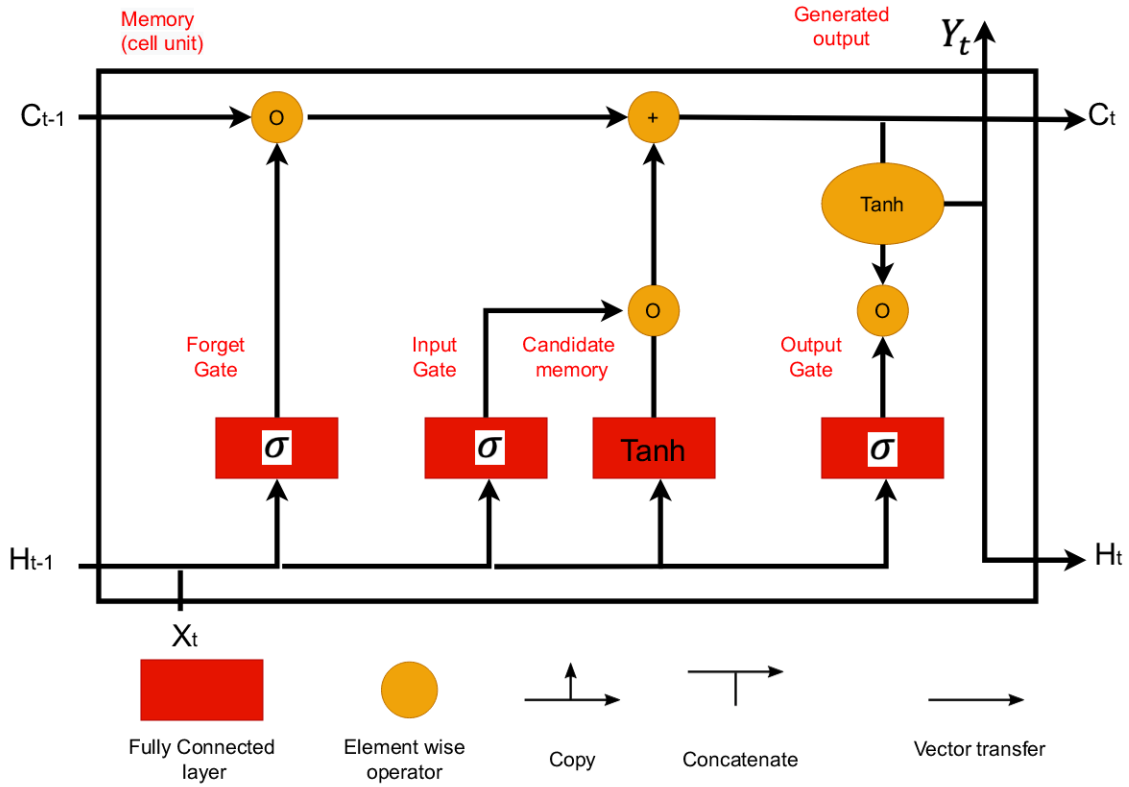 Memory
(cell unit)
Generated
output
Yt
Ct-1
O
+
Ct
Tanh
O
O
Forget
Gate
Input
Gate
Candidate
memory
Output
Gate
σ
σ
Tanh
σ
Ht-1
Ht
Xt
Fully Connected
layer
Element wise
operator
Copy
Concatenate
Vector transfer